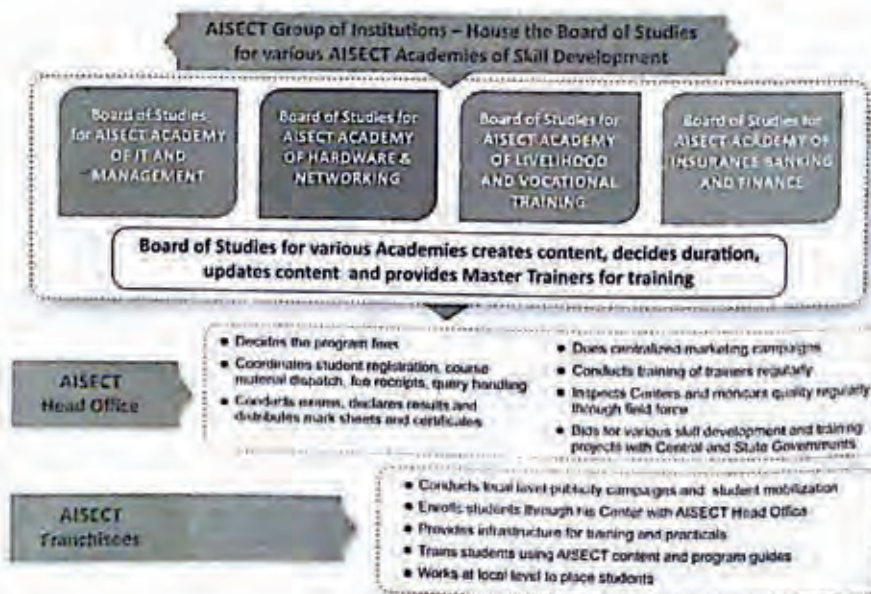 AISECT Group of Institutions – House the Board of Studies
for various AISECT Academies of Skill Development
Board of Studies
for AISECT ACADEMY
OF IT AND
MANAGEMENT
Board of Studies for
AISECT ACADEMY
OF HARDWARE &
NETWORKING
Board of Studies for
AISECT ACADEMY
OF LIVELIHOOD
AND VOCATIONAL
TRAINING
Board of Studies for
AISECT ACADEMY OF
INSURANCE BANKING
AND FINANCE
Board of Studies for various Academies creates content, decides duration,
updates content and provides Master Trainers for training
AISECT
Head Office
• Decides the program fees
• Coordinates student registration, course
material dispatch, fee receipts, query handling
• Conducts exams, declares results and
distributes mark sheets and certificates
• Does centralized marketing campaigns
• Conducts training of trainers regularly
• Inspects Centers and monitors quality regularly
through field force
• Bids for various skill development and training
projects with Central and State Governments
AISECT
Franchisees
• Conducts local level publicity campaigns and student mobilization
• Enrolls students through his Center with AISECT Head Office
• Provides infrastructure for training and practicals
• Trains students using AISECT content and program guides
• Works at local level to place students